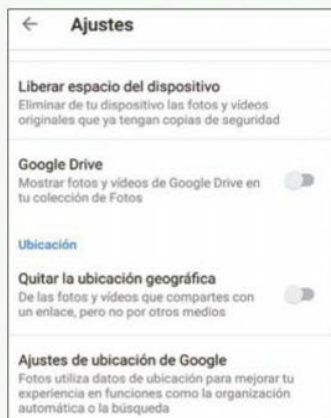 Ajustes
Liberar espacio del dispositivo
Eliminar de tu dispositivo las fotos y vídeos
originales que ya tengan copias de seguridad
Google Drive
Mostrar fotos y vídeos de Google Drive en
tu colección de Fotos
Ubicación
Quitar la ubicación geográfica
De las fotos y vídeos que compartes con
un enlace, pero no por otros medios
Ajustes de ubicación de Google
Fotos utiliza datos de ubicación para mejorar tu
experiencia en funciones como la organización
automática o la búsqueda